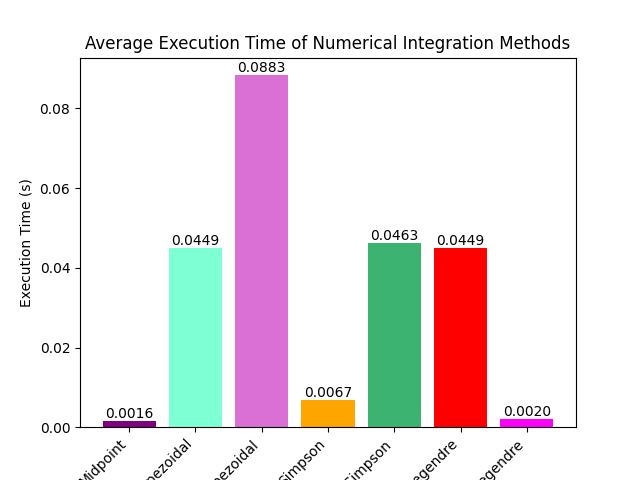 Average Execution Time of Numerical Integration Methods
Execution Time (s)
0.08
0.06
0.04
0.02
0.00
0.0016
0.0449
0.0883
0.0067
0.0463
0.0449
0.0020
Midpoint
pezoidal
pezoidal
Simpson
Simpson
egendre
egendre